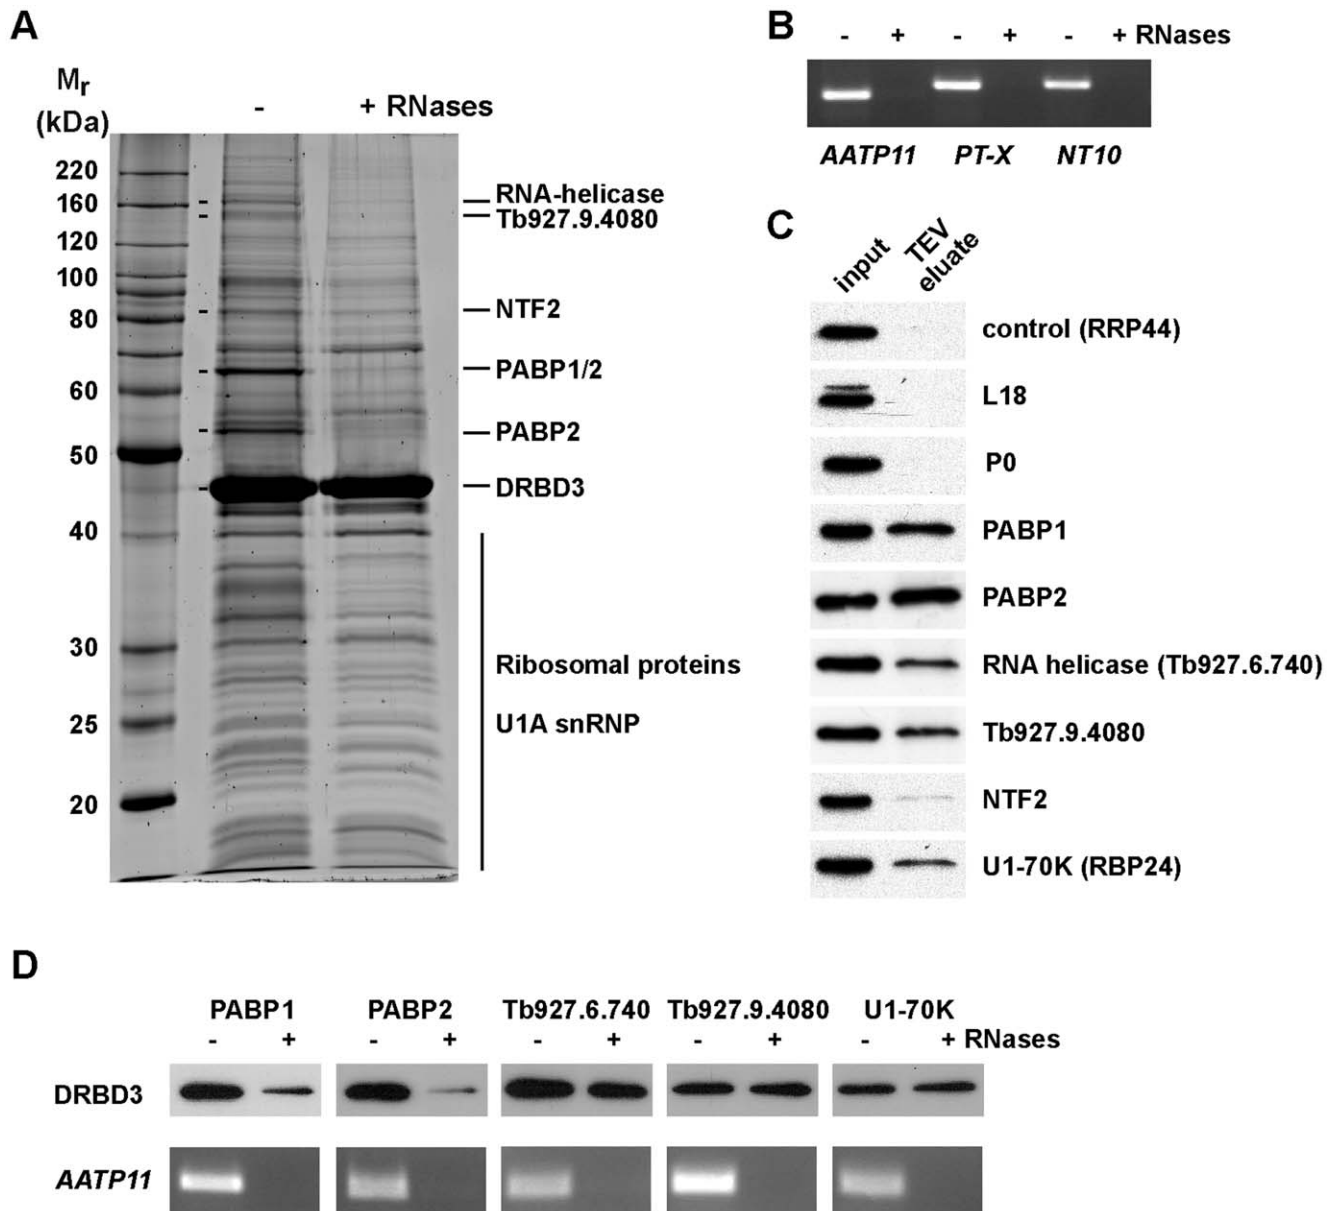 A
Mr
(kDa)
- + RNases
220
160
120
100
80
60
50
40
30
25
20
RNA-helicase
Tb927.9.4080
NTF2
PABP1/2
PABP2
DRBD3
Ribosomal proteins
U1A snRNP
B
- + - + - + RNases
AATP11 PT-X NT10
C
input TEV eluate
control (RRP44)
L18
P0
PABP1
PABP2
RNA helicase (Tb927.6.740)
Tb927.9.4080
NTF2
U1-70K (RBP24)
D
PABP1 PABP2 Tb927.6.740 Tb927.9.4080 U1-70K
- + - + - + - + - + RNases
DRBD3
AATP11